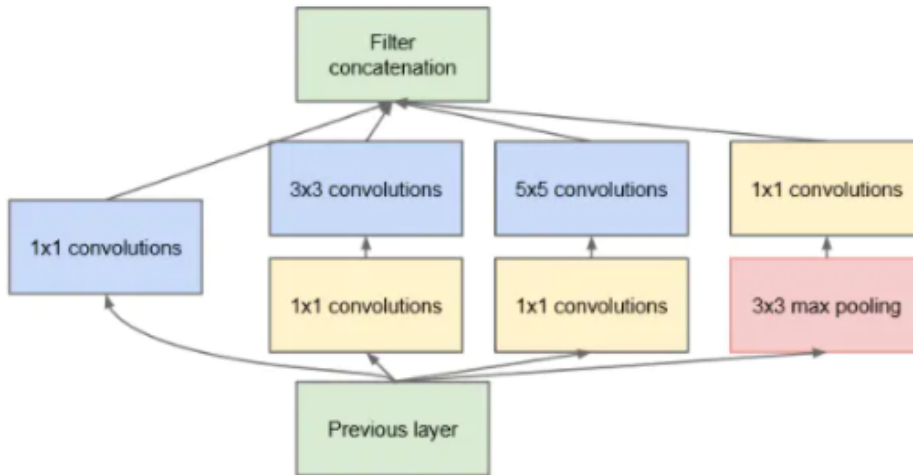 Filter
concatenation
3x3 convolutions
5x5 convolutions
1x1 convolutions
1x1 convolutions
1x1 convolutions
1x1 convolutions
3x3 max pooling
Previous layer